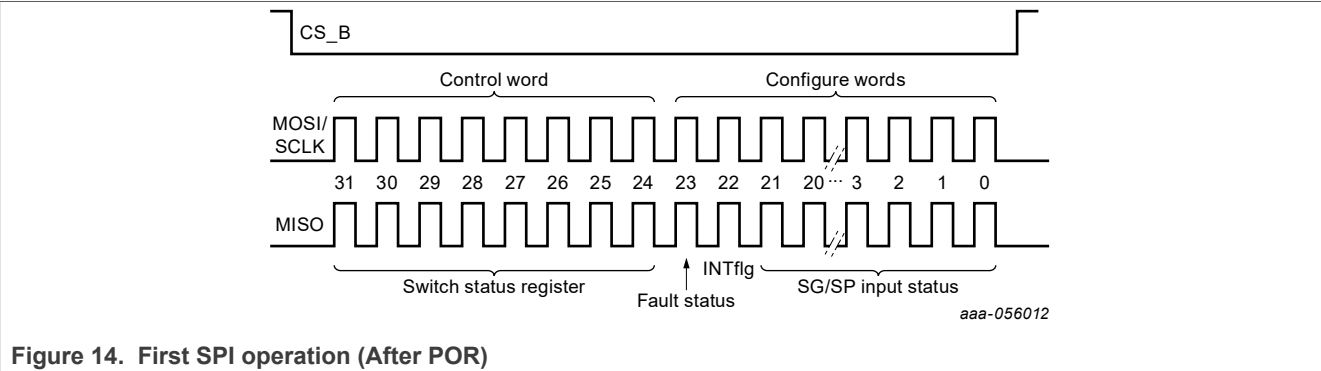 CS_B
Control word
Configure words
MOSI/
SCLK
31 30 29 28 27 26 25 24 23 22 21 20 ... 3 2 1 0
MISO
INTflg
Switch status register
SG/SP input status
Fault status
aaa-056012
Figure 14. First SPI operation (After POR)